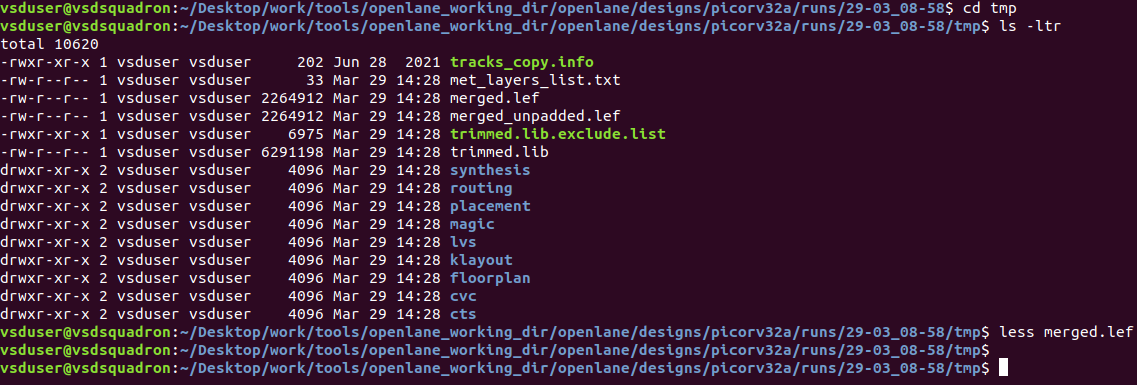 vsduser@vsdsquadron:~/Desktop/work/tools/openlane_working_dir/openlane/designs/picorv32a/runs/29-03_08-58$ cd tmp
vsduser@vsdsquadron:~/Desktop/work/tools/openlane_working_dir/openlane/designs/picorv32a/runs/29-03_08-58/tmp$ ls -ltr
total 10620
-rwxr-xr-x 1 vsduser vsduser     202 Jun 28  2021 tracks_copy.info
-rw-r--r-- 1 vsduser vsduser      33 Mar 29 14:28 met_layers_list.txt
-rw-r--r-- 1 vsduser vsduser 2264912 Mar 29 14:28 merged.lef
-rw-r--r-- 1 vsduser vsduser 2264912 Mar 29 14:28 merged_unpadded.lef
-rwxr-xr-x 1 vsduser vsduser    6975 Mar 29 14:28 trimmed.lib.exclude.list
-rw-r--r-- 1 vsduser vsduser 6291198 Mar 29 14:28 trimmed.lib
drwxr-xr-x 2 vsduser vsduser    4096 Mar 29 14:28 synthesis
drwxr-xr-x 2 vsduser vsduser    4096 Mar 29 14:28 routing
drwxr-xr-x 2 vsduser vsduser    4096 Mar 29 14:28 placement
drwxr-xr-x 2 vsduser vsduser    4096 Mar 29 14:28 magic
drwxr-xr-x 2 vsduser vsduser    4096 Mar 29 14:28 lvs
drwxr-xr-x 2 vsduser vsduser    4096 Mar 29 14:28 klayout
drwxr-xr-x 2 vsduser vsduser    4096 Mar 29 14:28 floorplan
drwxr-xr-x 2 vsduser vsduser    4096 Mar 29 14:28 cvc
drwxr-xr-x 2 vsduser vsduser    4096 Mar 29 14:28 cts
vsduser@vsdsquadron:~/Desktop/work/tools/openlane_working_dir/openlane/designs/picorv32a/runs/29-03_08-58/tmp$ less merged.lef
vsduser@vsdsquadron:~/Desktop/work/tools/openlane_working_dir/openlane/designs/picorv32a/runs/29-03_08-58/tmp$
vsduser@vsdsquadron:~/Desktop/work/tools/openlane_working_dir/openlane/designs/picorv32a/runs/29-03_08-58/tmp$